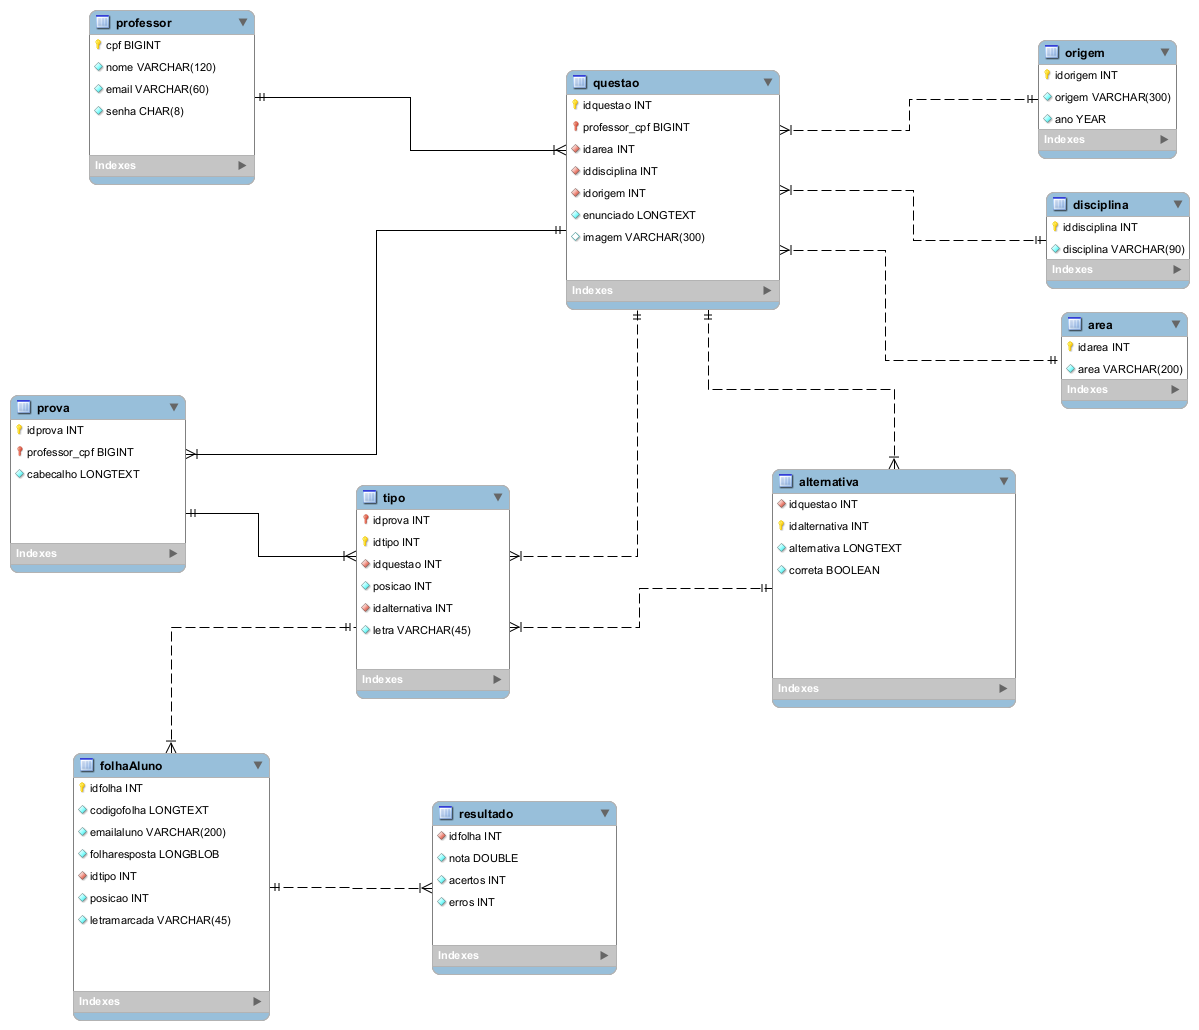 professor
cpf BIGINT
nome VARCHAR(120)
email VARCHAR(60)
senha CHAR(8)
Indexes
questao
idquestao INT
professor_cpf BIGINT
idarea INT
iddisciplina INT
idorigem INT
enunciado LONGTEXT
imagem VARCHAR(300)
Indexes
origem
idorigem INT
origem VARCHAR(300)
ano YEAR
Indexes
disciplina
iddisciplina INT
disciplina VARCHAR(90)
Indexes
area
idarea INT
area VARCHAR(200)
Indexes
prova
idprova INT
professor_cpf BIGINT
cabecalho LONGTEXT
Indexes
tipo
idprova INT
idtipo INT
idquestao INT
posicao INT
idalternativa INT
letra VARCHAR(45)
Indexes
alternativa
idquestao INT
idalternativa INT
alternativa LONGTEXT
correta BOOLEAN
Indexes
folhaAluno
idfolha INT
codigofolha LONGTEXT
emailaluno VARCHAR(200)
folharesposta LONGBLOB
idtipo INT
posicao INT
letramarcada VARCHAR(45)
Indexes
resultado
idfolha INT
nota DOUBLE
acertos INT
erros INT
Indexes